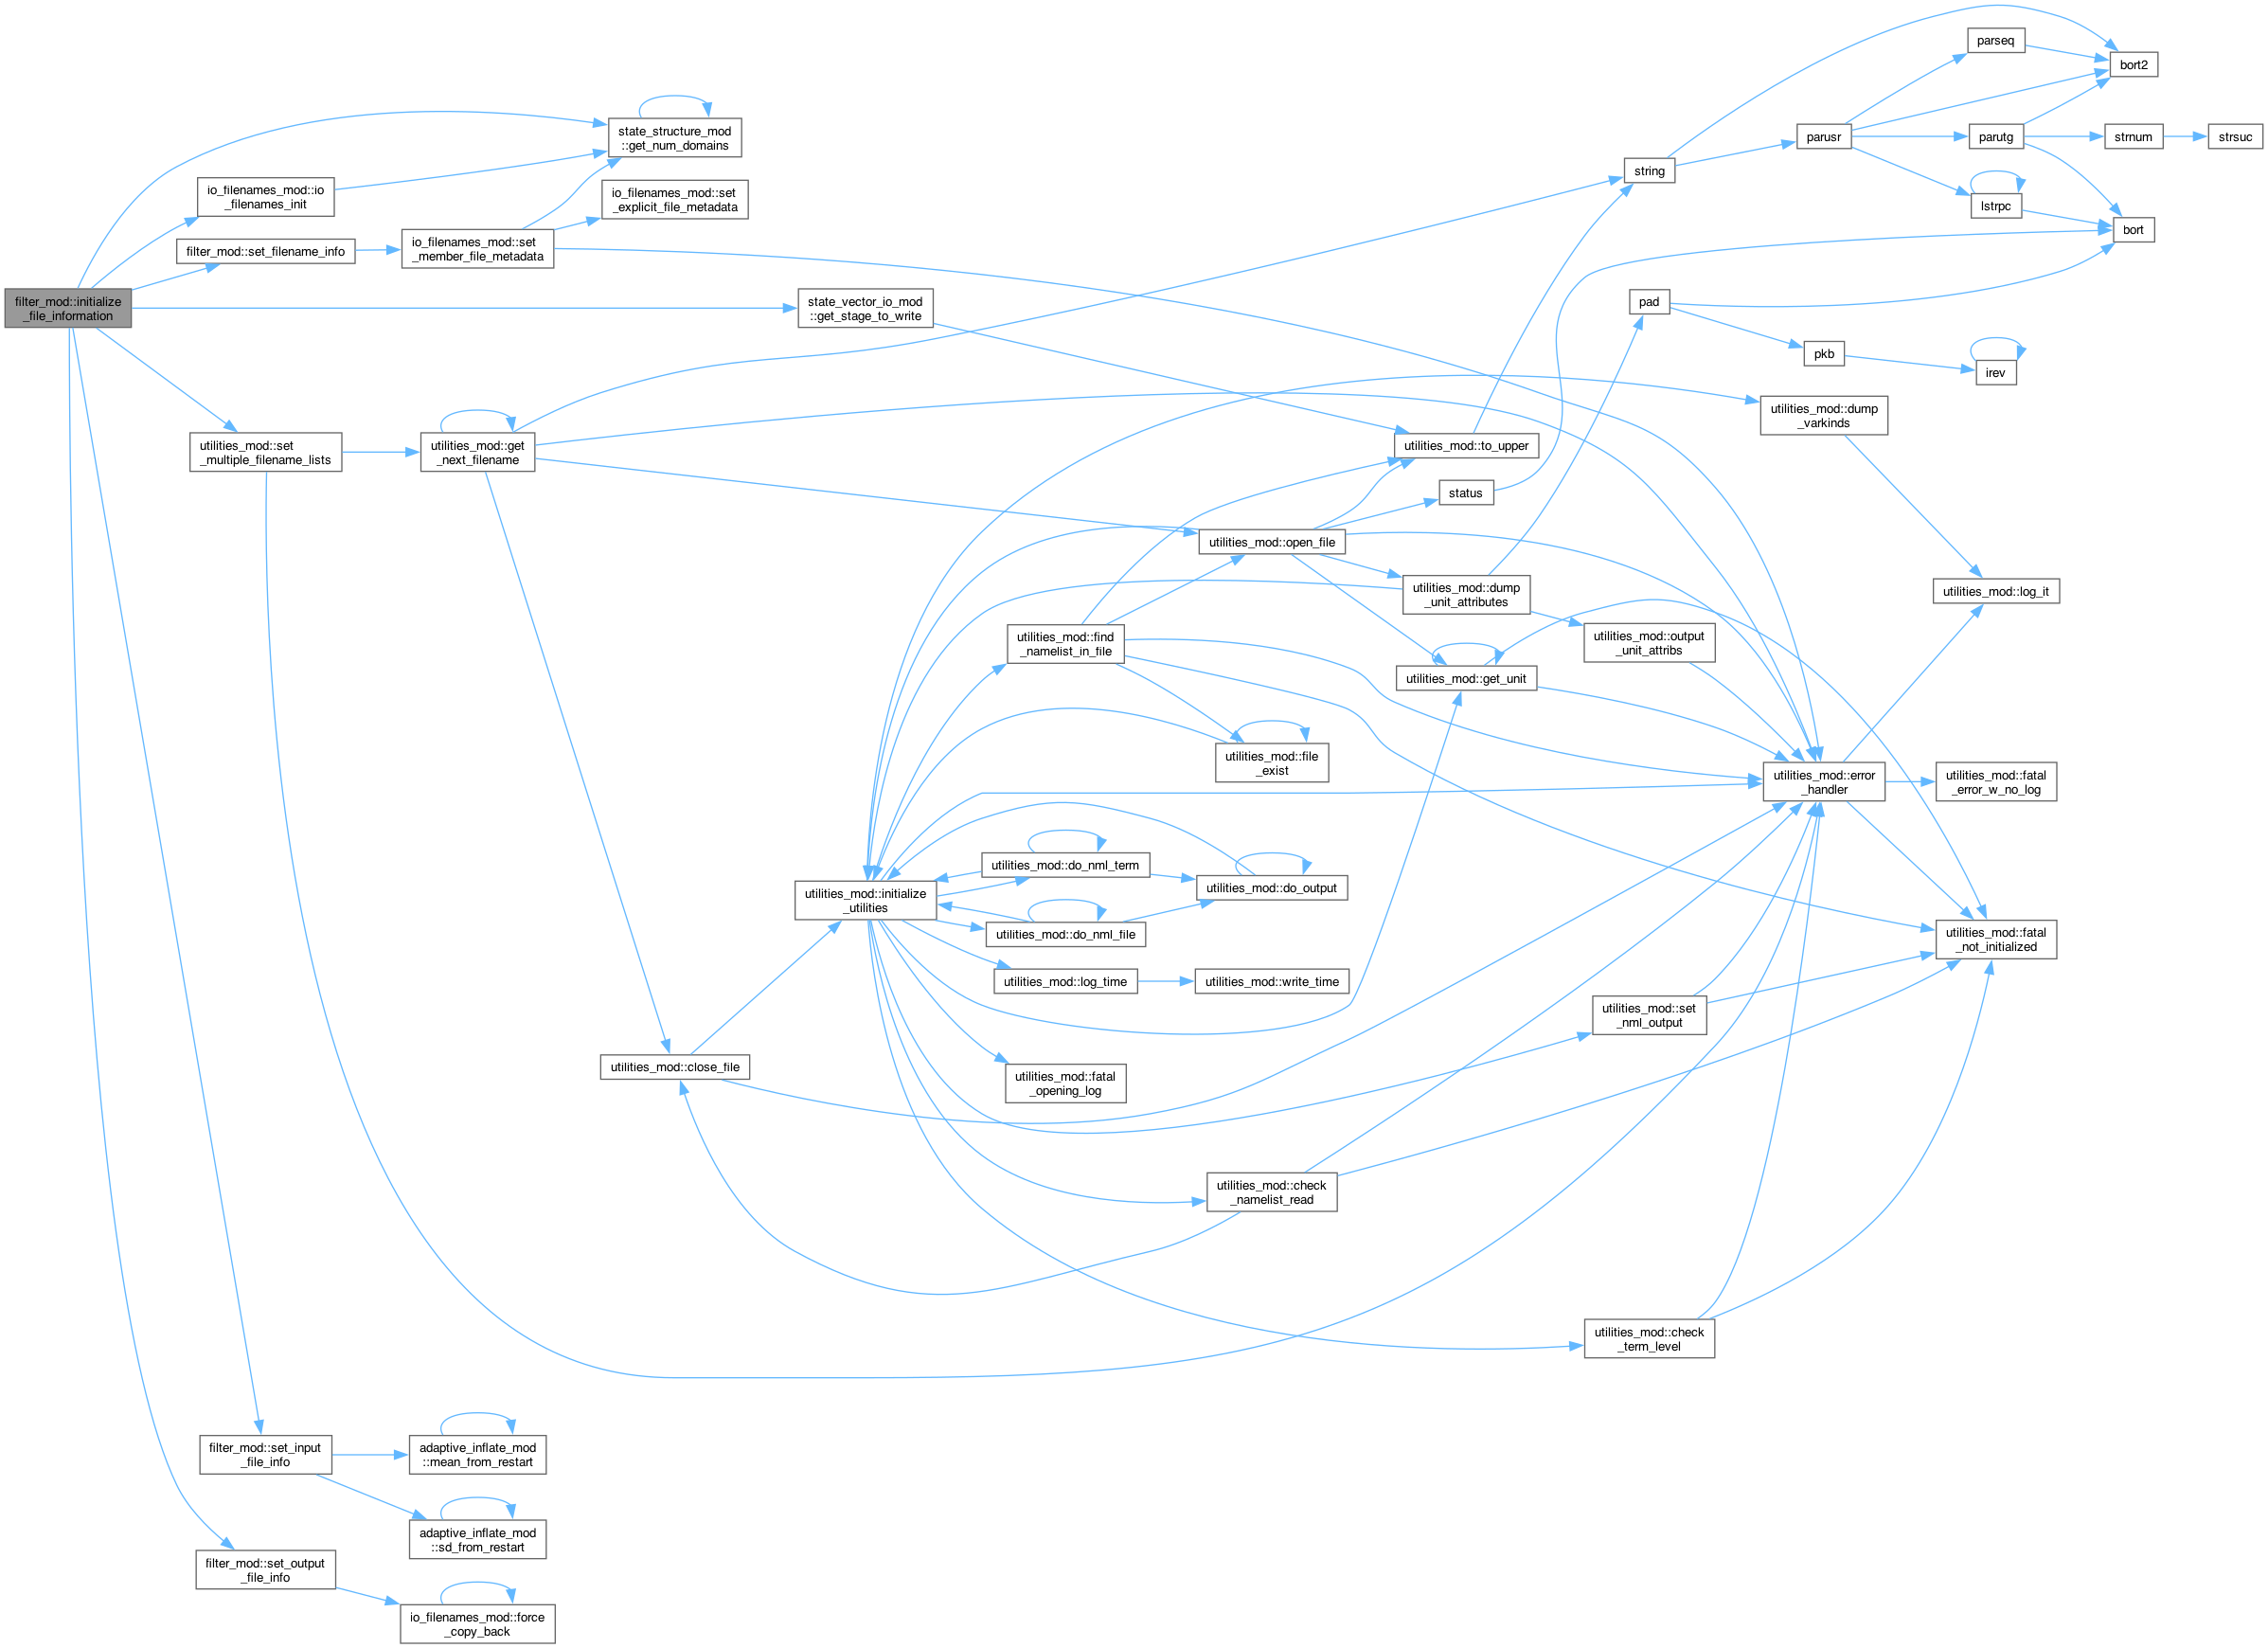 parseq
bort2
state_structure_mod
::get_num_domains
parusr
parutg
strnum
strsuc
string
io_filenames_mod::io
_filenames_init
io_filenames_mod::set
_explicit_file_metadata
lstrpc
bort
filter_mod::set_filename_info
io_filenames_mod::set
_member_file_metadata
filter_mod::initialize
_file_information
state_vector_io_mod
::get_stage_to_write
pad
pkb
irev
utilities_mod::dump
_varkinds
utilities_mod::set
_multiple_filename_lists
utilities_mod::get
_next_filename
utilities_mod::to_upper
status
utilities_mod::open_file
utilities_mod::dump
_unit_attributes
utilities_mod::log_it
utilities_mod::find
_namelist_in_file
utilities_mod::output
_unit_attribs
utilities_mod::get_unit
utilities_mod::file
_exist
utilities_mod::error
_handler
utilities_mod::fatal
_error_w_no_log
utilities_mod::do_nml_term
utilities_mod::do_output
utilities_mod::initialize
_utilities
utilities_mod::do_nml_file
utilities_mod::fatal
_not_initialized
utilities_mod::log_time
utilities_mod::write_time
utilities_mod::set
_nml_output
utilities_mod::close_file
utilities_mod::fatal
_opening_log
utilities_mod::check
_namelist_read
utilities_mod::check
_term_level
filter_mod::set_input
_file_info
adaptive_inflate_mod
::mean_from_restart
adaptive_inflate_mod
::sd_from_restart
filter_mod::set_output
_file_info
io_filenames_mod::force
_copy_back